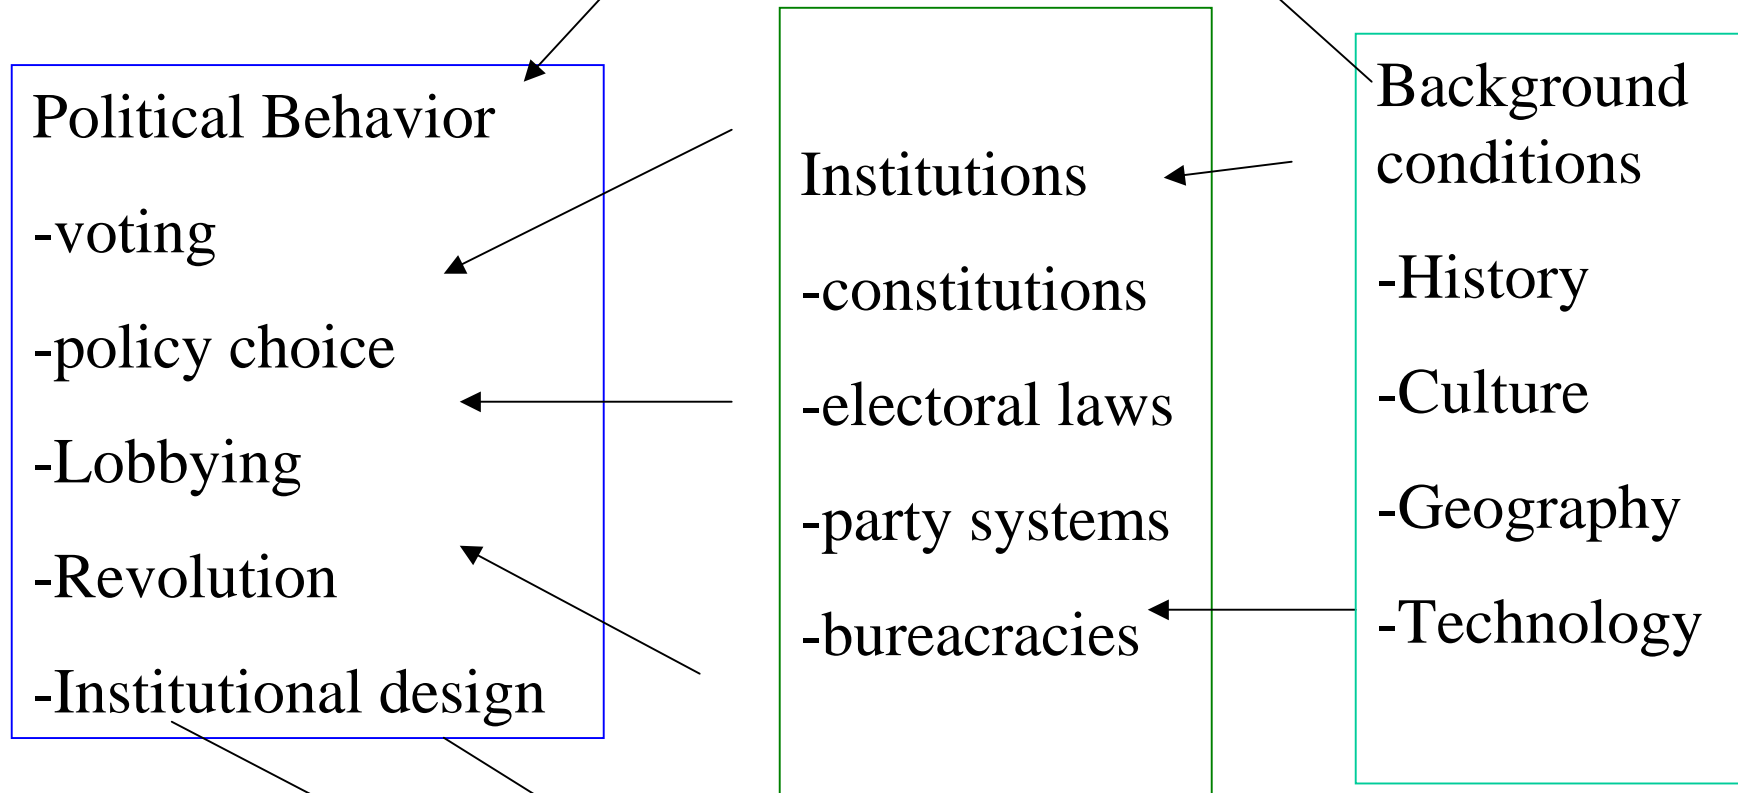 Political Behavior
-voting
-policy choice
-Lobbying
-Revolution
-Institutional design
Institutions
-constitutions
-electoral laws
-party systems
-bureacracies
Background
conditions
-History
-Culture
-Geography
-Technology